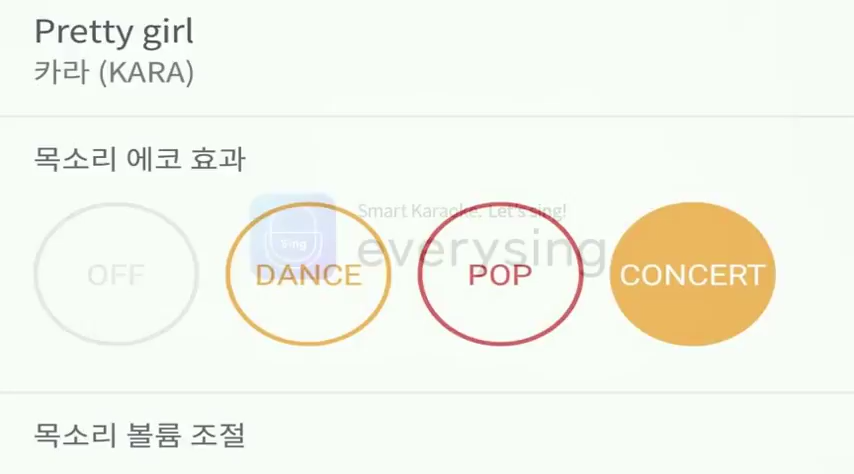 Pretty girl
카라 (KARA)
목소리 에코 효과
Smart Karaoke. Let's sing!
Sing
everysing
OFF
DANCE
POP
CONCERT
목소리 볼륨 조절